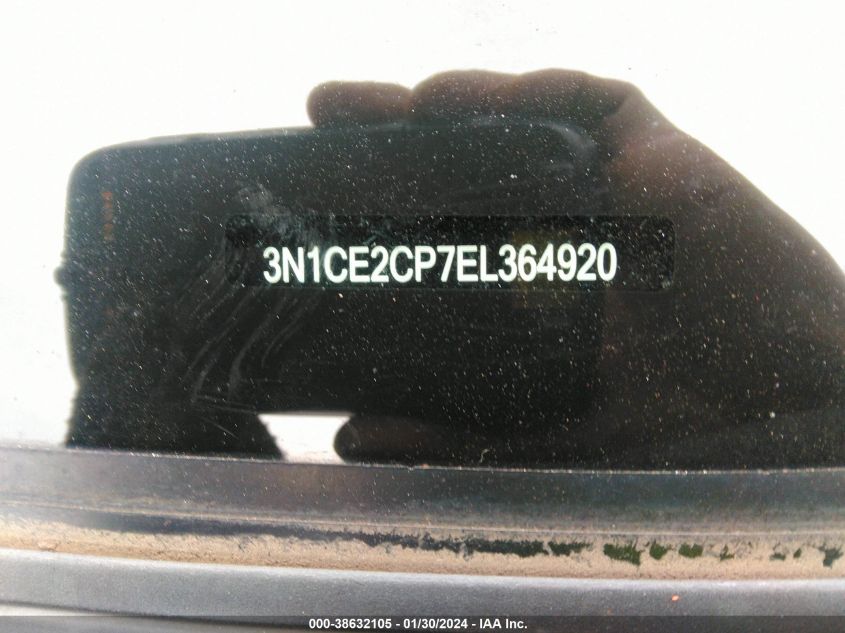 3N1CE2CP7EL364920
000-38632105 - 01/30/2024 - IAA Inc.